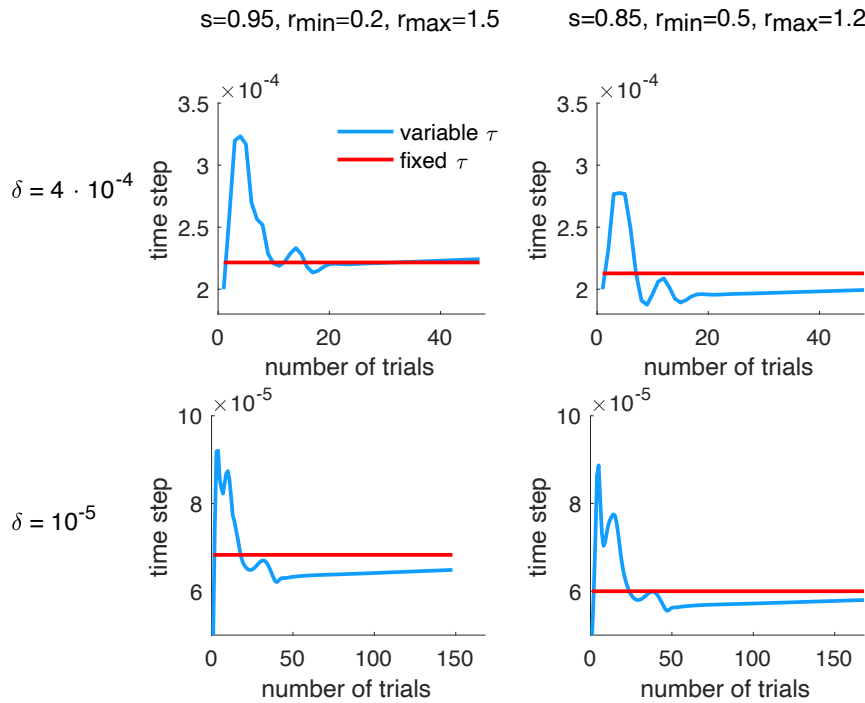 s=0.95, rmin=0.2, rmax=1.5
s=0.85, rmin=0.5, rmax=1.2
δ = 4 · 10-4
×10-4
3.5
3
2.5
2
time step
variable τ
fixed τ
0
20
40
number of trials
×10-4
3.5
3
2.5
2
time step
0
20
40
number of trials
δ = 10-5
×10-5
10
8
6
time step
0
50
100
150
number of trials
×10-5
10
8
6
time step
0
50
100
150
number of trials